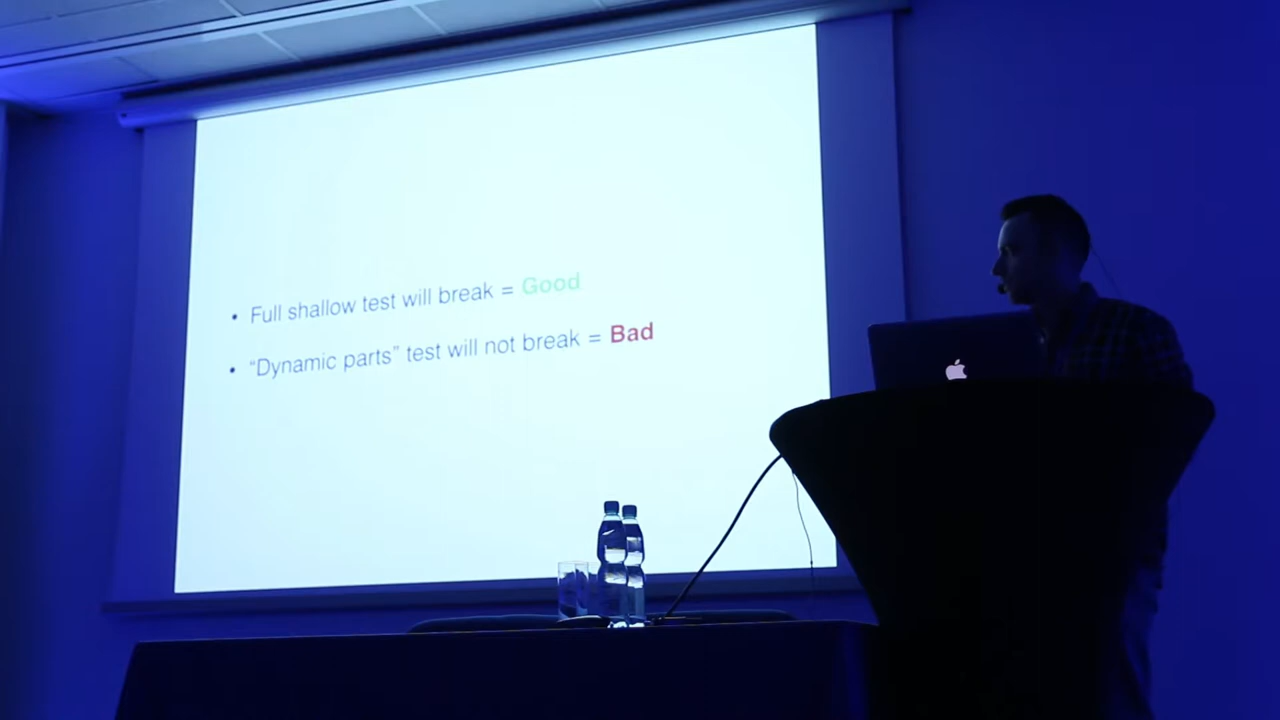 • Full shallow test will break = Good
• “Dynamic parts” test will not break = Bad